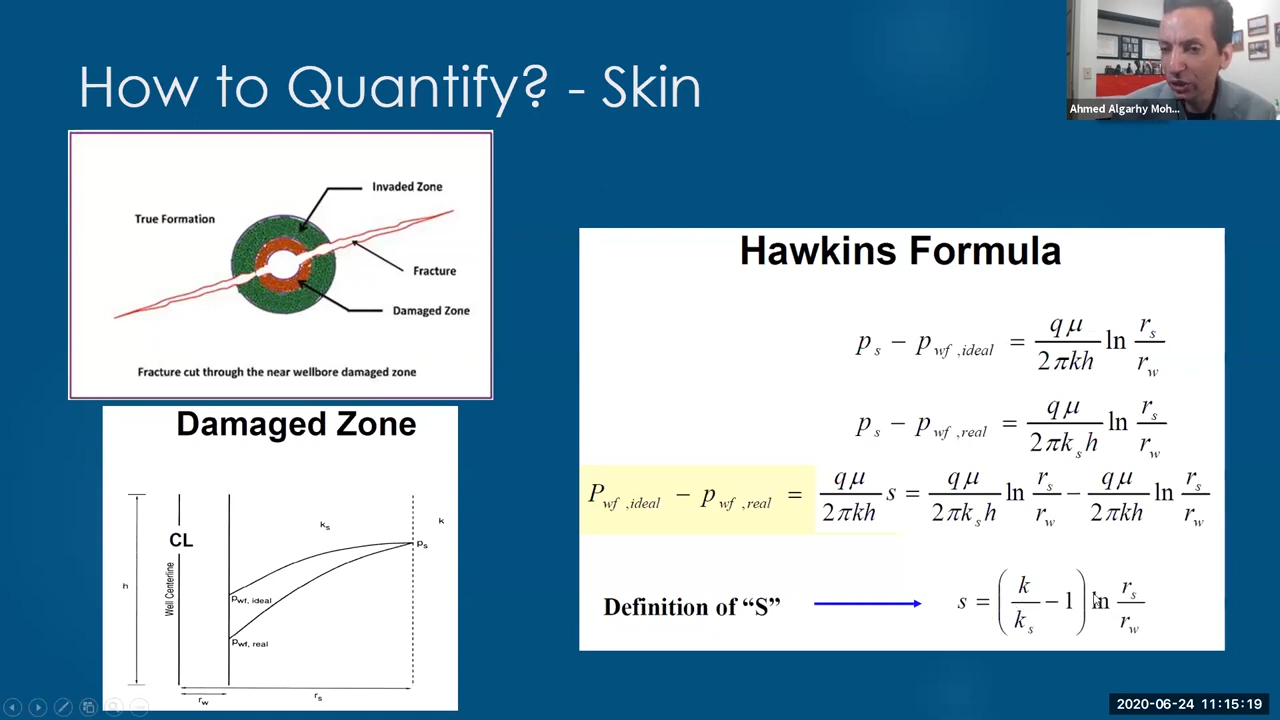 How to Quantify? - Skin
Ahmed Algarhy Moh...
Invaded Zone
True Formation
Fracture
Damaged Zone
Fracture cut through the near wellbore damaged zone
Damaged Zone
CL
Well Centerline
h
k_s
k
p_s
p_wf, ideal
p_wf, real
r_w
r_s
Hawkins Formula
p_s − p_wf,ideal = qμ/2πkh ln r_s/r_w
p_s − p_wf,real = qμ/2πk_sh ln r_s/r_w
P_wf,ideal − p_wf,real = qμ/2πkh s = qμ/2πk_sh ln r_s/r_w − qμ/2πkh ln r_s/r_w
Definition of “S” s = (k/k_s − 1) ln r_s/r_w
2020-06-24 11:15:19